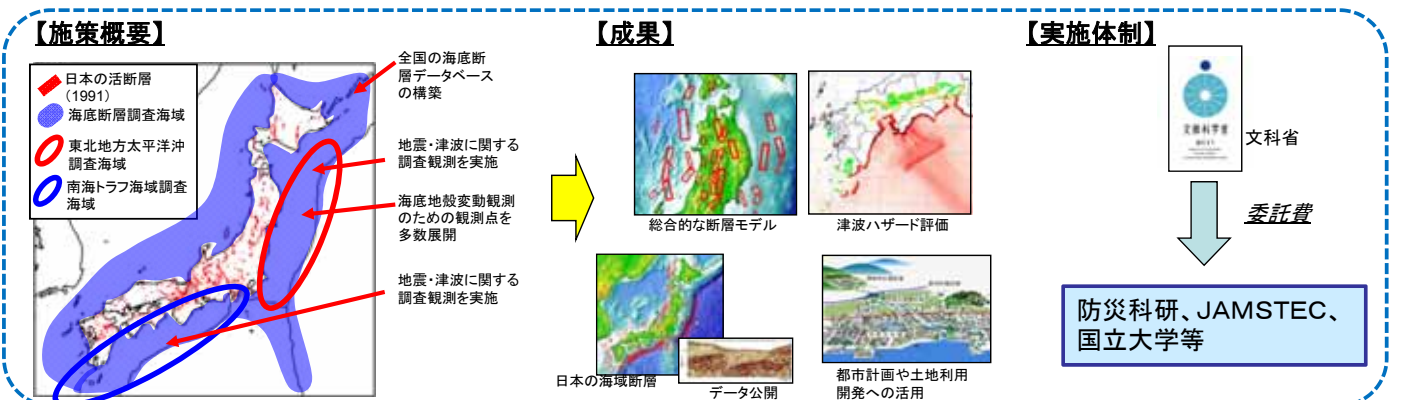 【施策概要】
日本の活断層
(1991)
海底断層調査海域
東北地方太平洋沖
調査海域
南海トラフ海域調査
海域
全国の海底断
層データベース
の構築
地震・津波に関する
調査観測を実施
海底地殻変動観測
のための観測点を
多数展開
地震・津波に関する
調査観測を実施
【成果】
総合的な断層モデル
津波ハザード評価
日本の海域断層
データ公開
都市計画や土地利用
開発への活用
【実施体制】
文部科学省
文科省
委託費
防災科研、JAMSTEC、
国立大学等